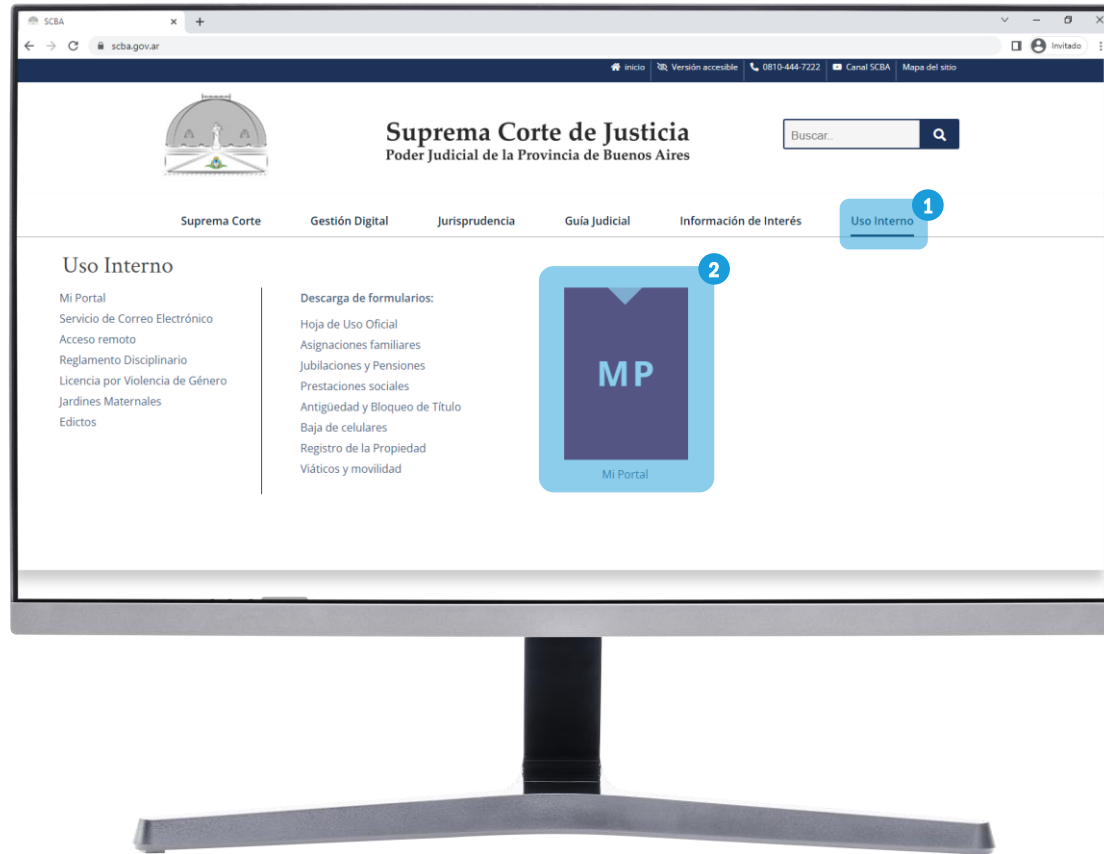 SCBA
scba.gov.ar
Invitado
inicio
Versión accesible
0810-444-7222
Canal SCBA
Mapa del sitio
Suprema Corte de Justicia
Poder Judicial de la Provincia de Buenos Aires
Buscar..
Suprema Corte
Gestión Digital
Jurisprudencia
Guía Judicial
Información de Interés
Uso Interno
1
Uso Interno
Mi Portal
Servicio de Correo Electrónico
Acceso remoto
Reglamento Disciplinario
Licencia por Violencia de Género
Jardines Maternales
Edictos
Descarga de formularios:
Hoja de Uso Oficial
Asignaciones familiares
Jubilaciones y Pensiones
Prestaciones sociales
Antigüedad y Bloqueo de Título
Baja de celulares
Registro de la Propiedad
Viáticos y movilidad
2
MP
Mi Portal